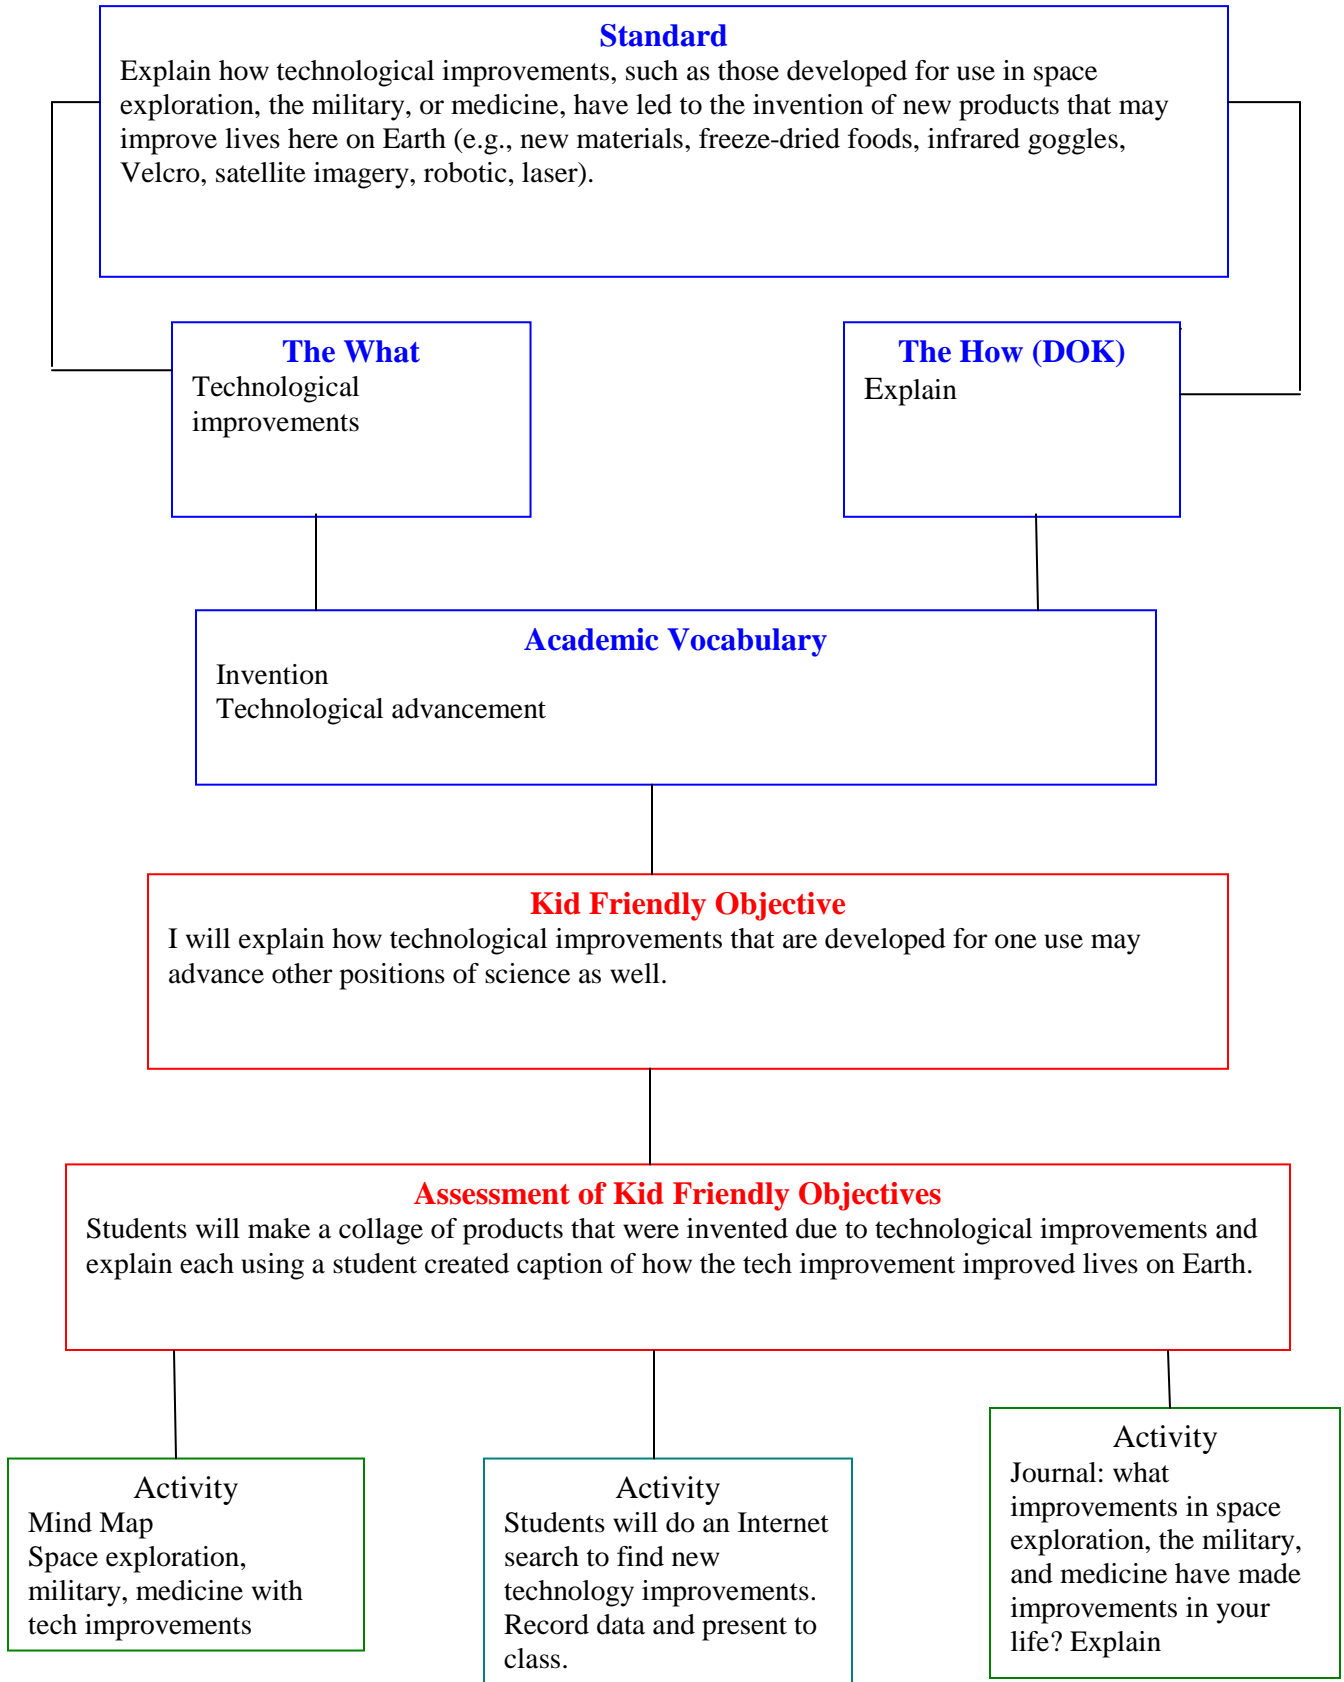 Standard
Explain how technological improvements, such as those developed for use in space
exploration, the military, or medicine, have led to the invention of new products that may
improve lives here on Earth (e.g., new materials, freeze-dried foods, infrared goggles,
Velcro, satellite imagery, robotic, laser).
The What
Technological
improvements
The How (DOK)
Explain
Academic Vocabulary
Invention
Technological advancement
Kid Friendly Objective
I will explain how technological improvements that are developed for one use may
advance other positions of science as well.
Assessment of Kid Friendly Objectives
Students will make a collage of products that were invented due to technological improvements and
explain each using a student created caption of how the tech improvement improved lives on Earth.
Activity
Mind Map
Space exploration,
military, medicine with
tech improvements
Activity
Students will do an Internet
search to find new
technology improvements.
Record data and present to
class.
Activity
Journal: what
improvements in space
exploration, the military,
and medicine have made
improvements in your
life? Explain